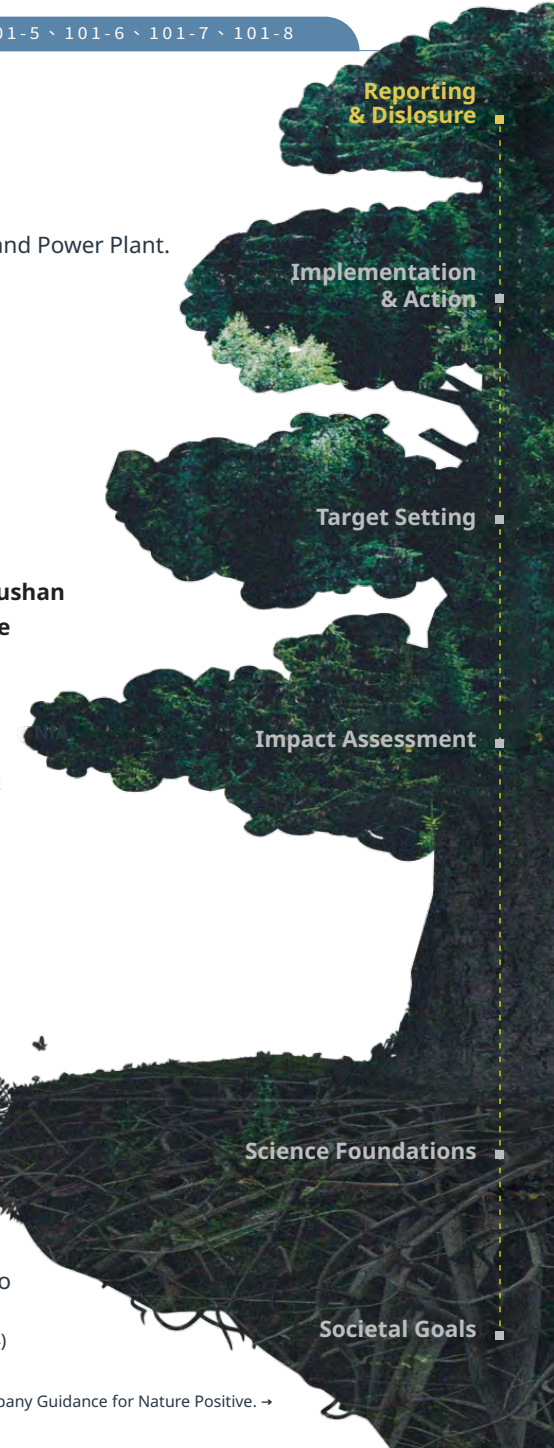 01-5、101-6、101-7、101-8
Reporting
& Dislosure
and Power Plant.
Implementation
& Action
Target Setting
ushan
e
Impact Assessment
Science Foundations
o
Societal Goals
)
pany Guidance for Nature Positive. →